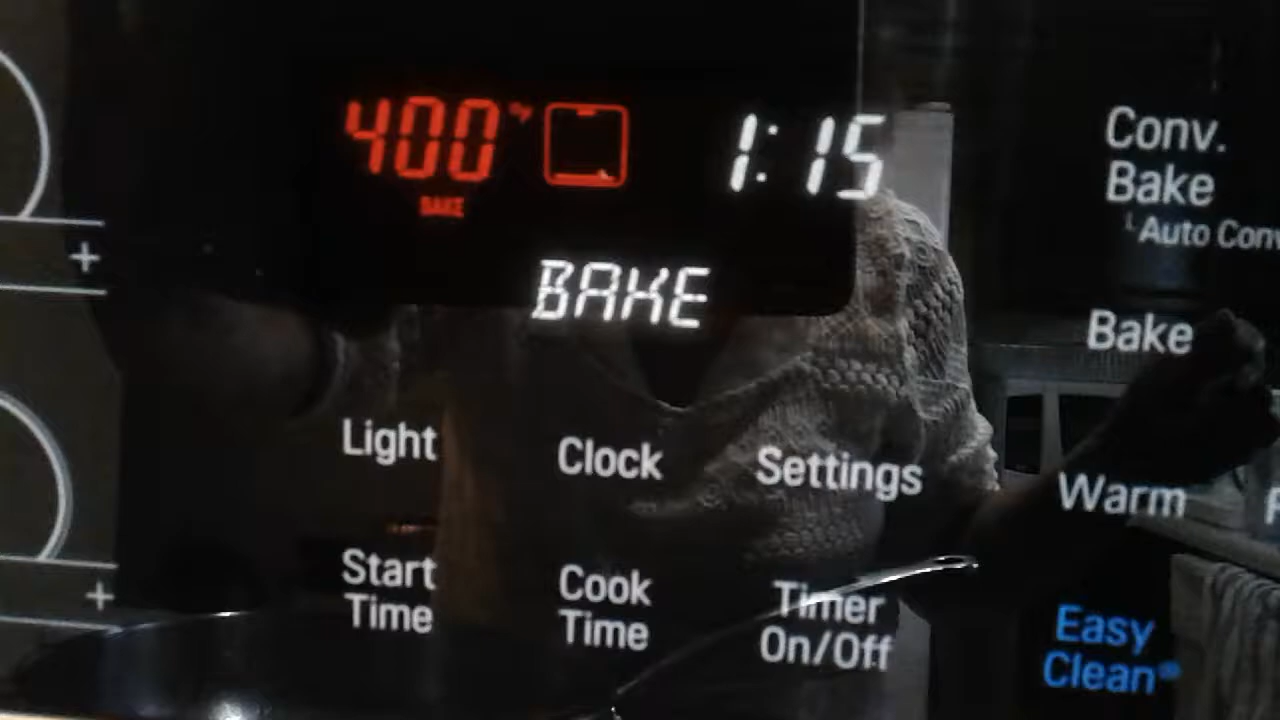 400°F
1:15
BAKE
BAKE
Conv.
Bake
Auto Conv
Bake
Light
Clock
Settings
Warm
Start
Time
Cook
Time
Timer
On/Off
Easy
Clean®
+
+